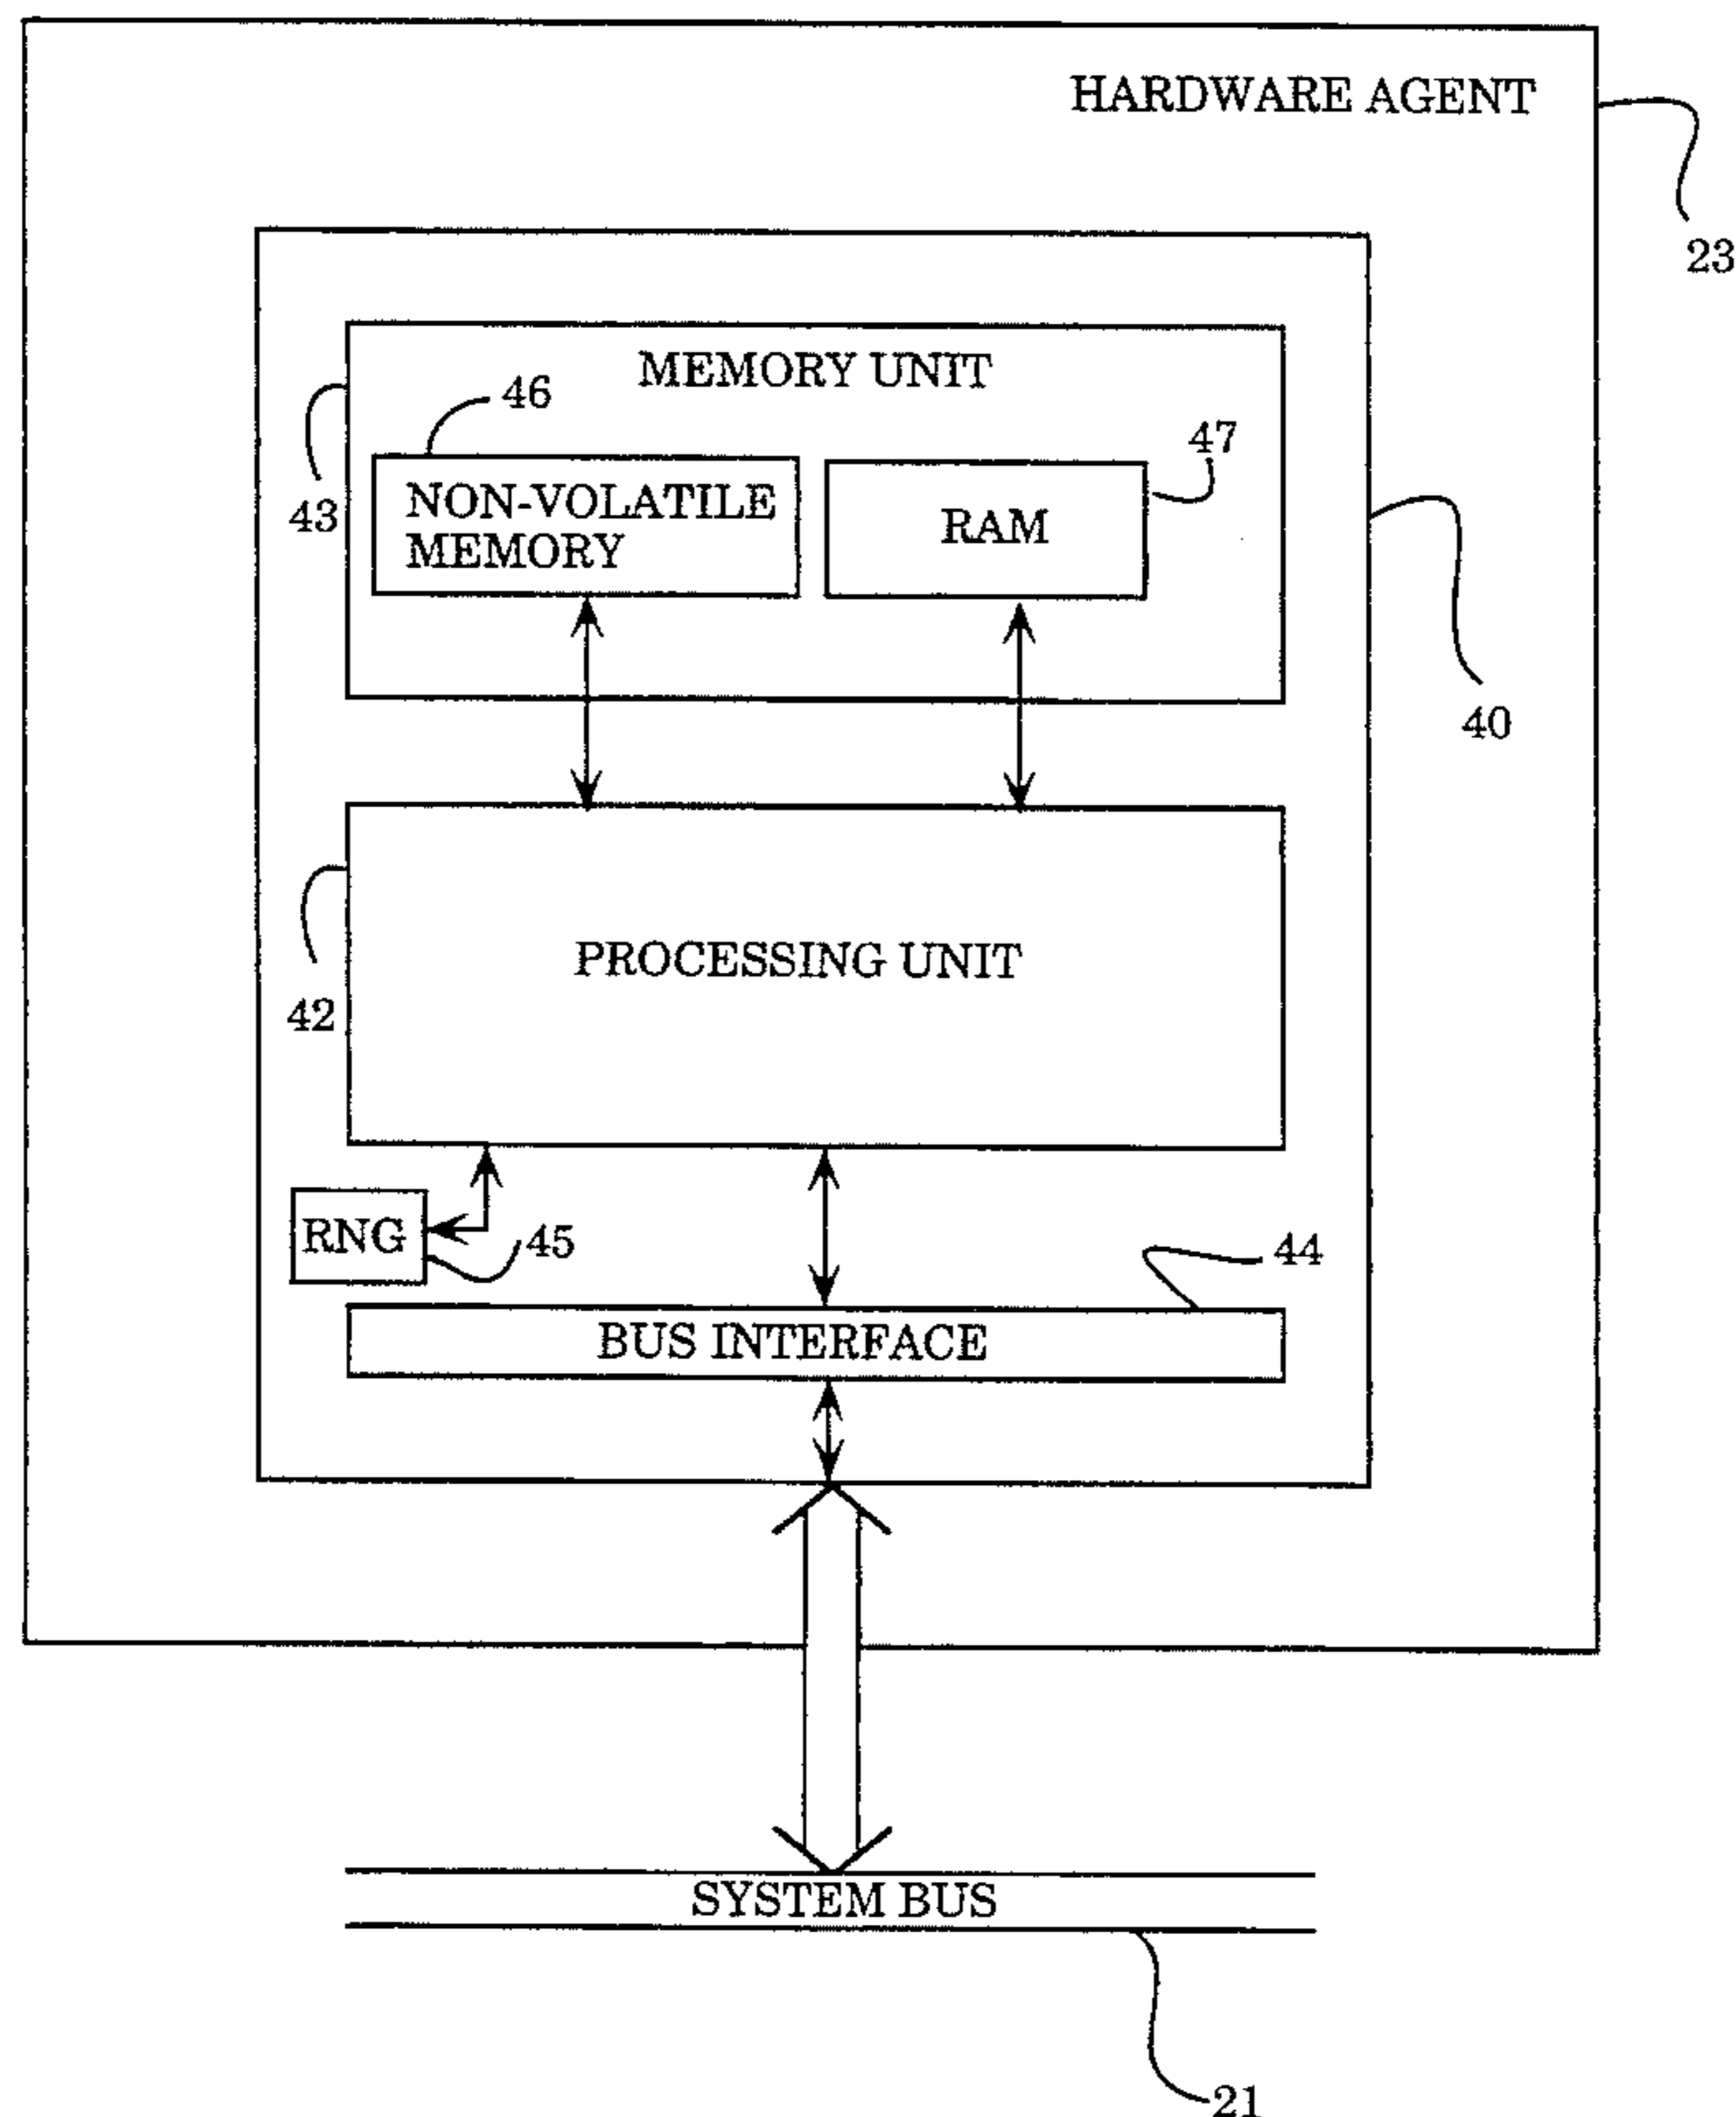 HARDWARE AGENT
23
MEMORY UNIT
46
47
43
NON-VOLATILE
MEMORY
RAM
40
PROCESSING UNIT
42
RNG
45
44
BUS INTERFACE
SYSTEM BUS
21